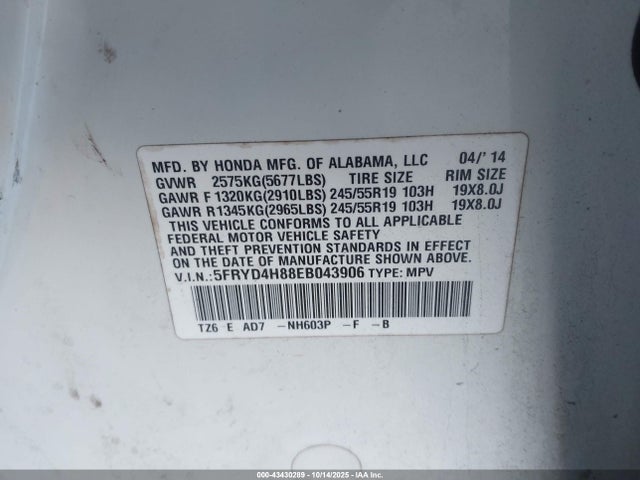 MFD. BY HONDA MFG. OF ALABAMA, LLC 04/'14
GVWR 2575KG(5677LBS) TIRE SIZE RIM SIZE
GAWR F 1320KG(2910LBS) 245/55R19 103H 19X8.0J
GAWR R1345KG(2965LBS) 245/55R19 103H 19X8.0J
THIS VEHICLE CONFORMS TO ALL APPLICABLE
FEDERAL MOTOR VEHICLE SAFETY
AND THEFT PREVENTION STANDARDS IN EFFECT
ON THE DATE OF MANUFACTURE SHOWN ABOVE.
V.I.N.:5FRYD4H88EB043906 TYPE: MPV
TZ6 E AD7 -NH603P -F -B
000-43430289 - 10/14/2025 - IAA Inc.